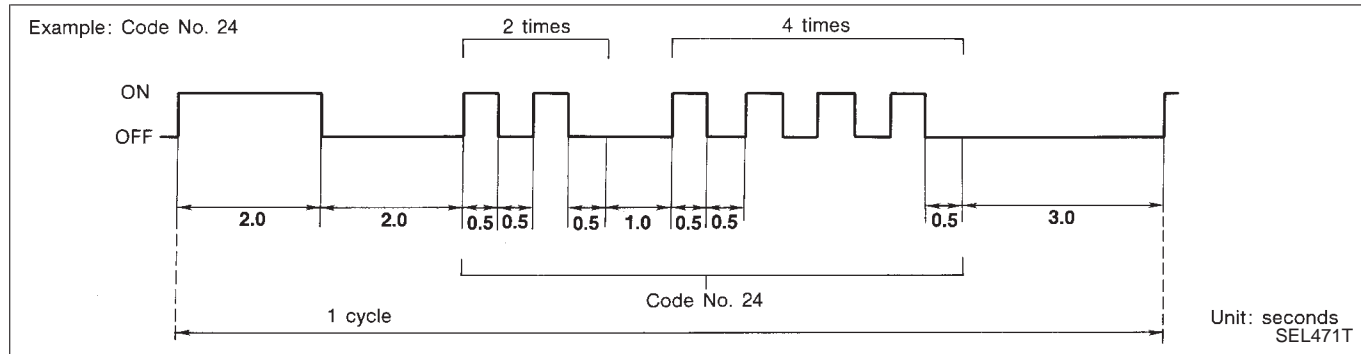 Example: Code No. 24
2 times
4 times
ON
OFF
2.0
2.0
0.5
0.5
0.5
1.0
0.5
0.5
0.5
3.0
Code No. 24
1 cycle
Unit: seconds
SEL471T